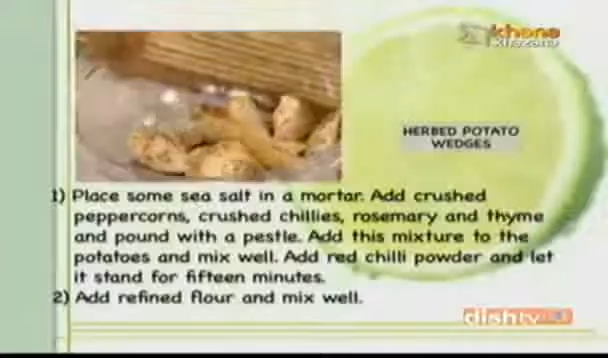 khana
khazana
HERBED POTATO
WEDGES
1) Place some sea salt in a mortar. Add crushed
peppercorns, crushed chillies, rosemary and thyme
and pound with a pestle. Add this mixture to the
potatoes and mix well. Add red chilli powder and let
it stand for fifteen minutes.
2) Add refined flour and mix well.
dishtv